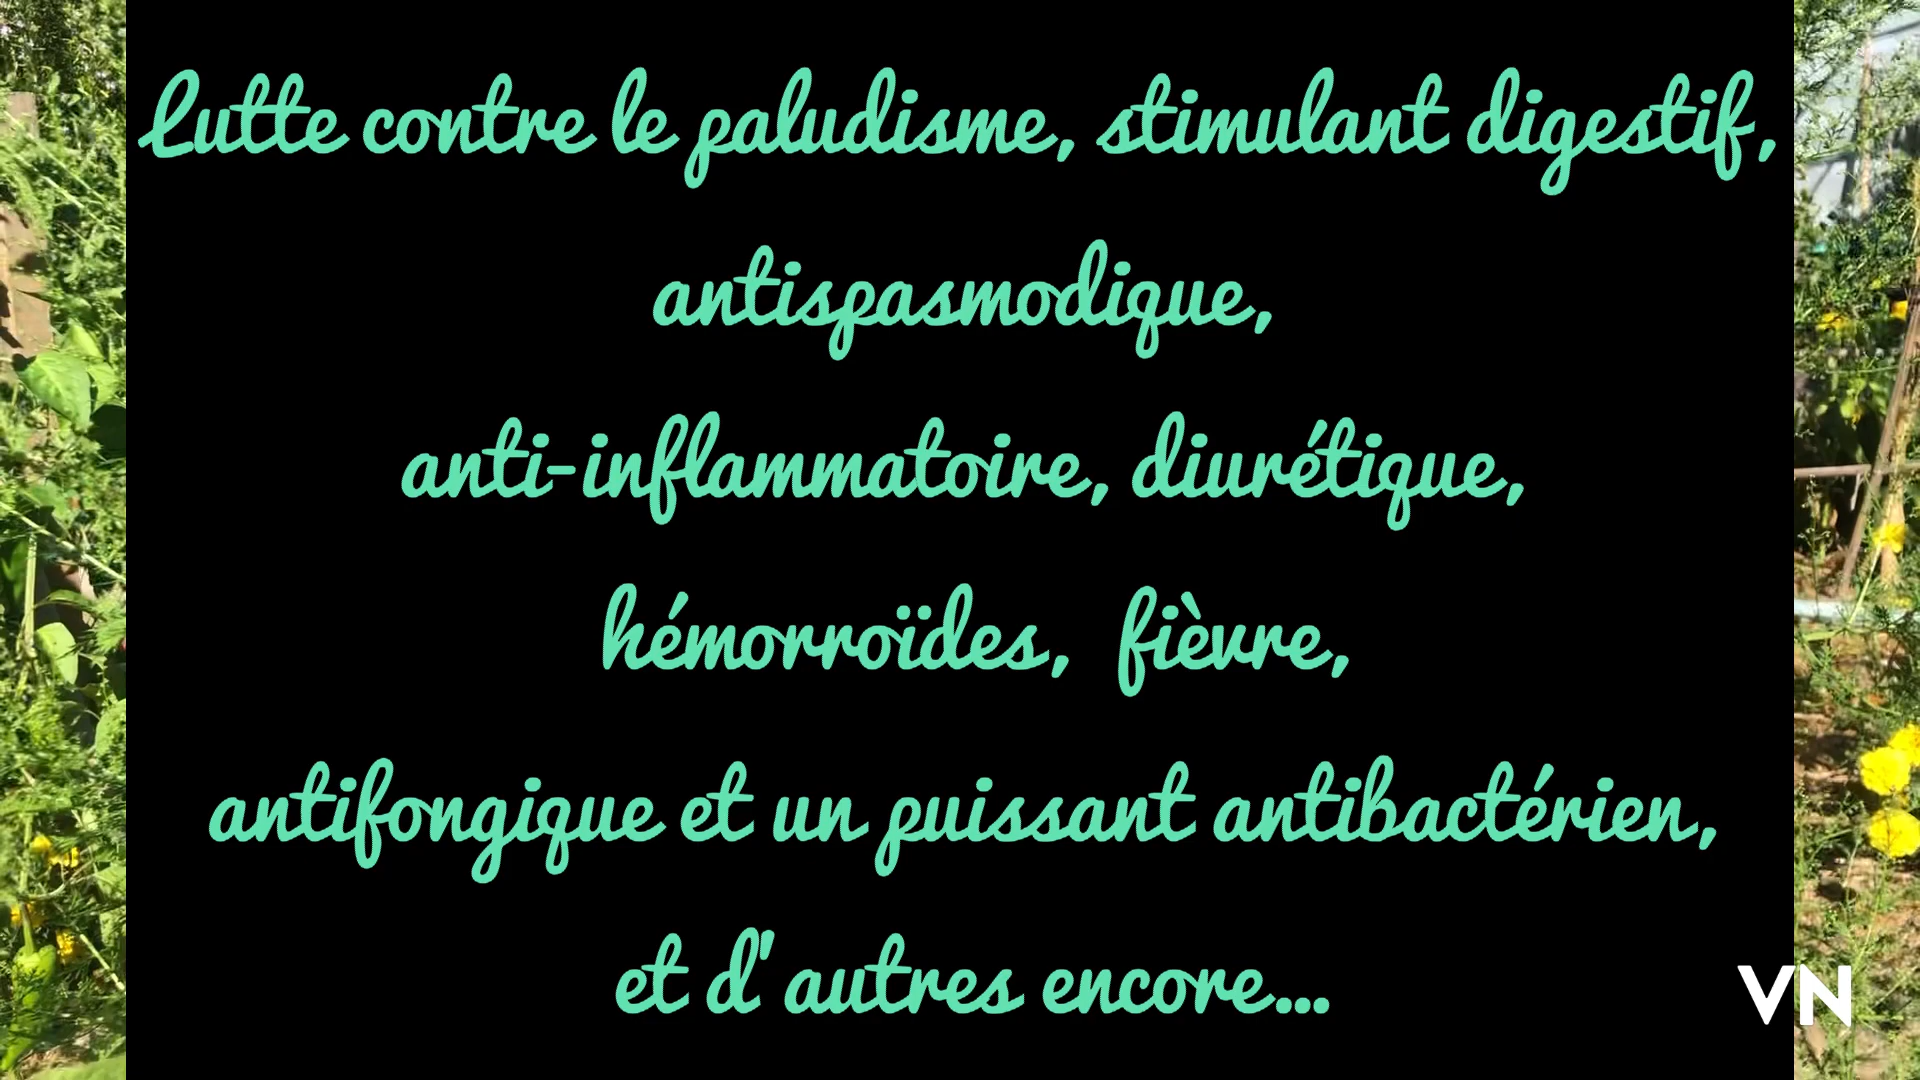 Lutte contre le paludisme, stimulant digestif,
antispasmodique,
anti-inflammatoire, diurétique,
hémorroïdes, fièvre,
antifongique et un puissant antibactérien,
et d'autres encore...
VN